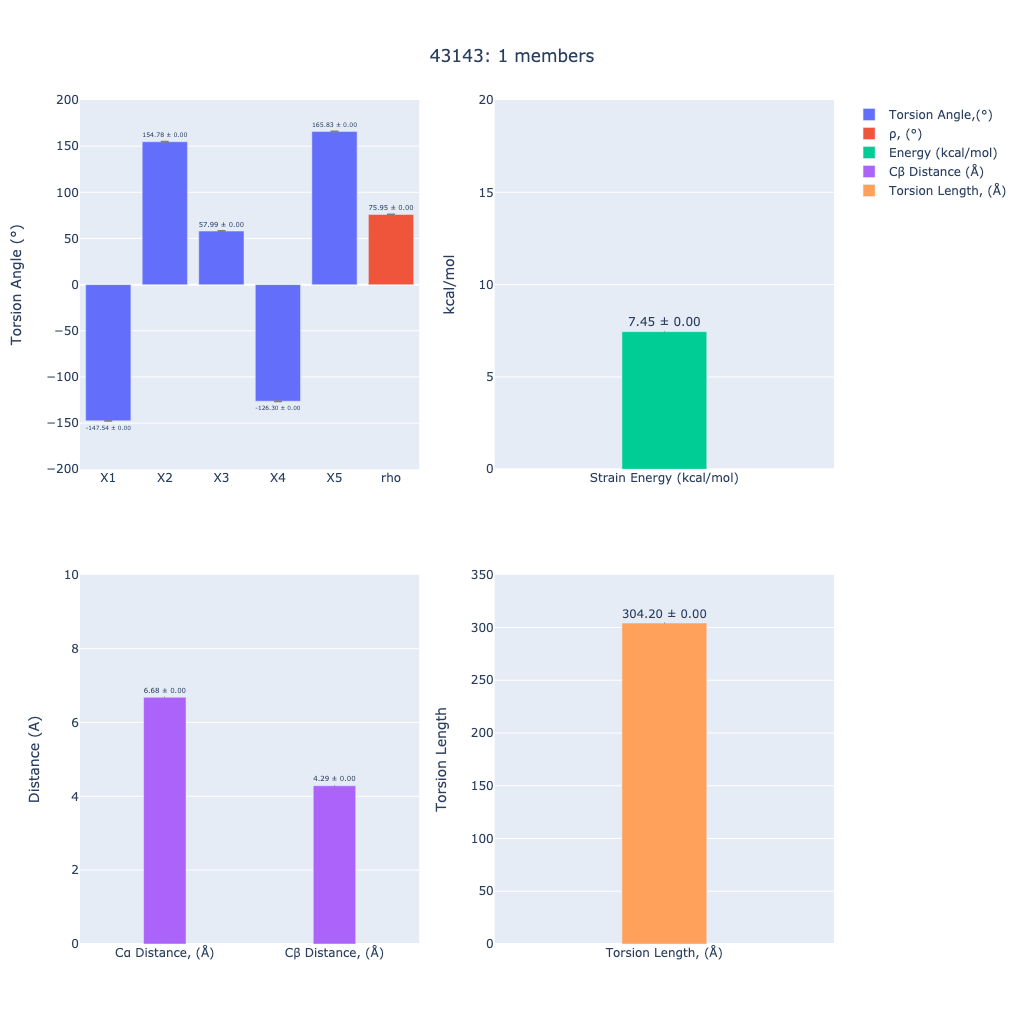 43143: 1 members
Torsion Angle (°)
200
150
100
50
0
−50
−100
−150
−200
-147.54 ± 0.00
154.78 ± 0.00
57.99 ± 0.00
-126.30 ± 0.00
165.83 ± 0.00
75.95 ± 0.00
X1 X2 X3 X4 X5 rho
kcal/mol
20
15
10
5
0
7.45 ± 0.00
Strain Energy (kcal/mol)
Torsion Angle,(°)
ρ, (°)
Energy (kcal/mol)
Cβ Distance (Å)
Torsion Length, (Å)
Distance (A)
10
8
6
4
2
0
6.68 ± 0.00
4.29 ± 0.00
Cα Distance, (Å) Cβ Distance, (Å)
Torsion Length
350
300
250
200
150
100
50
0
304.20 ± 0.00
Torsion Length, (Å)